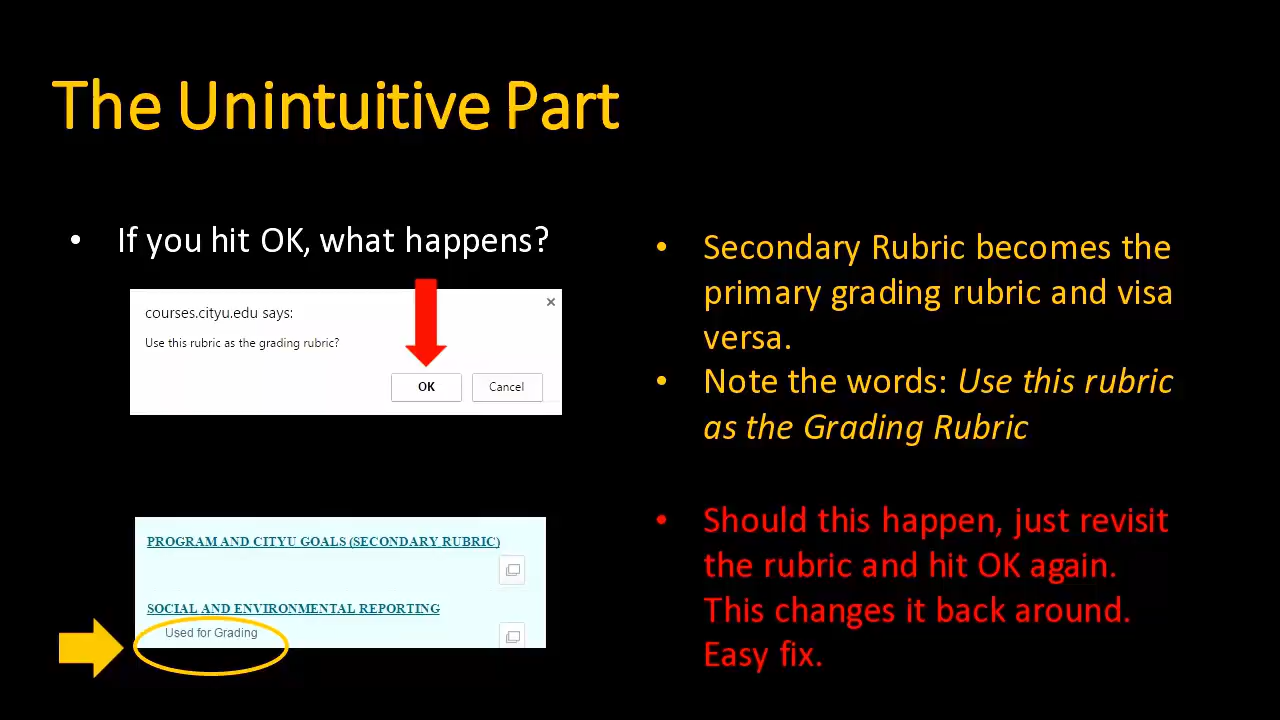 The Unintuitive Part
• If you hit OK, what happens?
courses.cityu.edu says:
×
Use this rubric as the grading rubric?
OK
Cancel
PROGRAM AND CITYU GOALS (SECONDARY RUBRIC)
SOCIAL AND ENVIRONMENTAL REPORTING
Used for Grading
• Secondary Rubric becomes the
primary grading rubric and visa
versa.
• Note the words: Use this rubric
as the Grading Rubric
• Should this happen, just revisit
the rubric and hit OK again.
This changes it back around.
Easy fix.